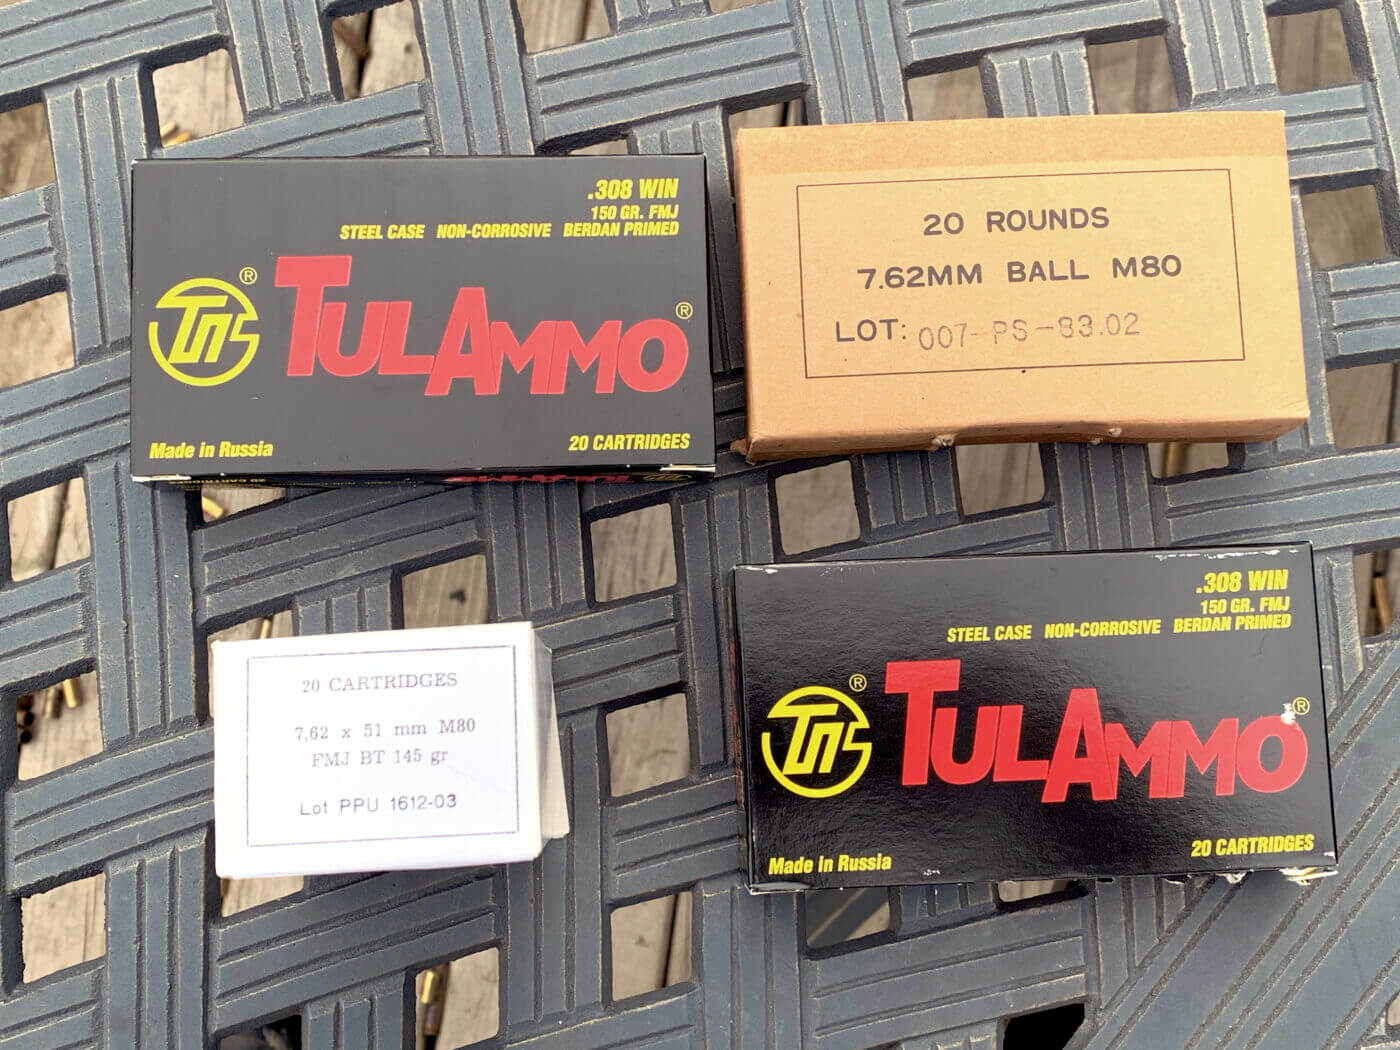 .308 WIN
150 GR. FMJ
STEEL CASE NON-CORROSIVE BERDAN PRIMED
®
TULAMMO®
Made in Russia
20 CARTRIDGES
20 CARTRIDGES TULAMMO
20 ROUNDS
7.62MM BALL M80
LOT: 007-PS-83.02
20 CARTRIDGES
7,62 x 51 mm M80
FMJ BT 145 gr
Lot PPU 1612-03
.308 WIN
150 GR. FMJ
STEEL CASE NON-CORROSIVE BERDAN PRIMED
®
TULAMMO®
Made in Russia
20 CARTRIDGES